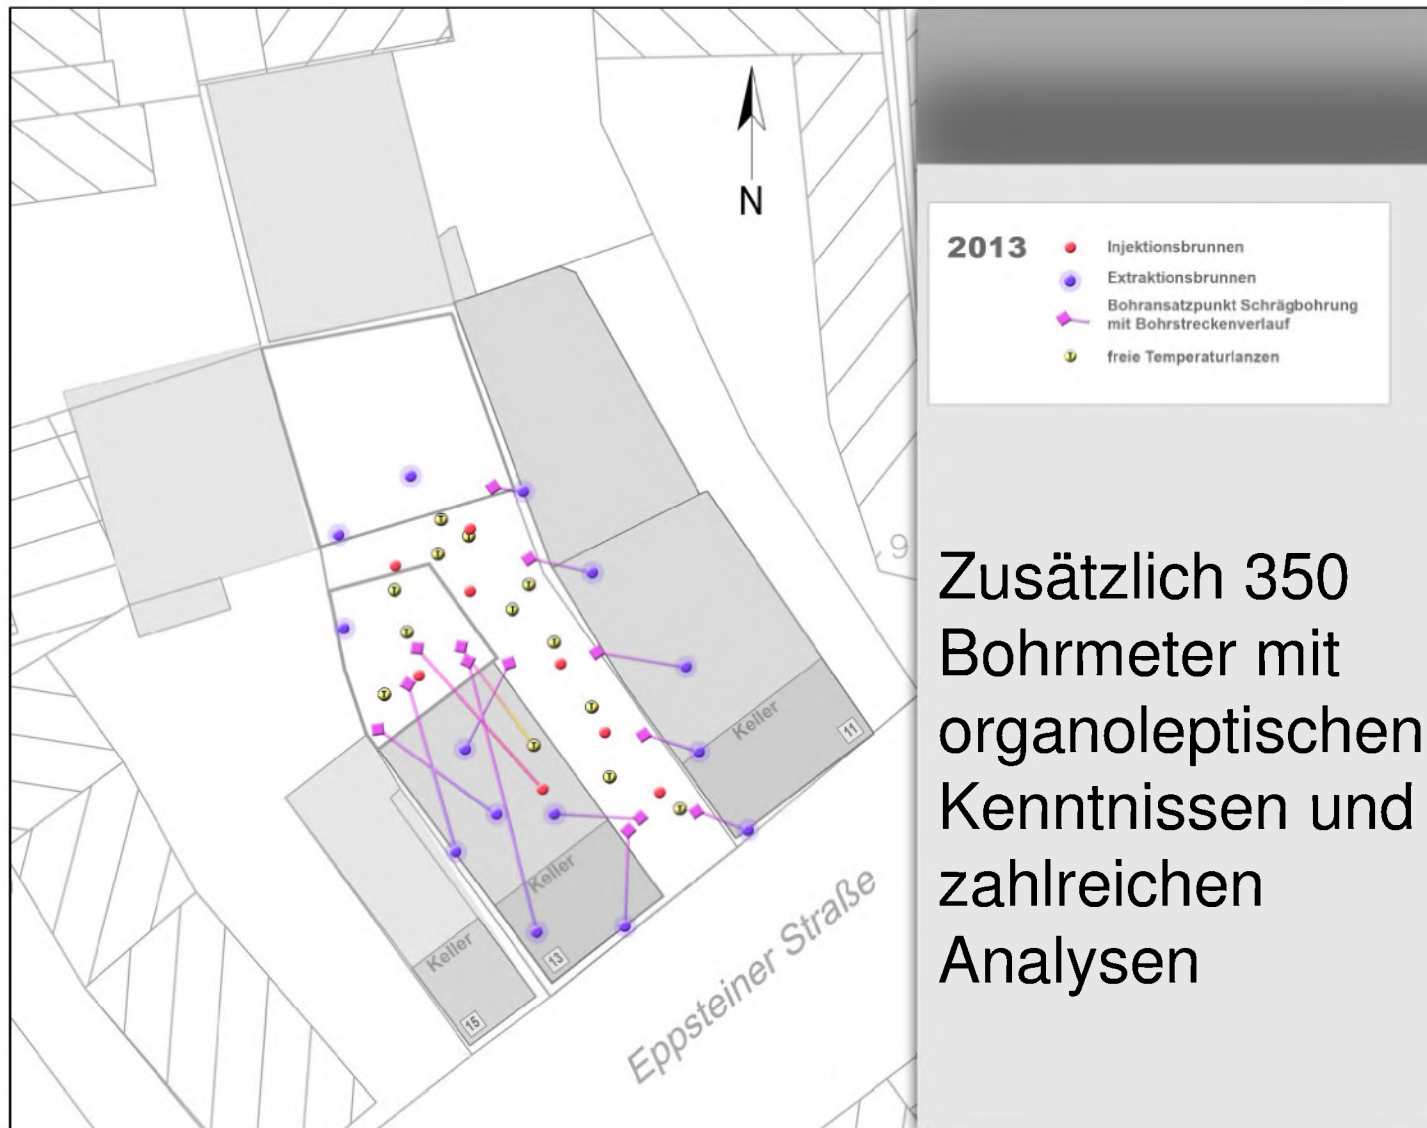 N
2013
Injektionsbrunnen
Extraktionsbrunnen
Bohransatzpunkt Schrägbohrung
mit Bohrstreckenverlauf
freie Temperaturlanzen
T
T
T
T
T
T
T
T
T
T
T
T
T
T
9
Keller
11
Keller
13
Keller
15
Eppsteiner Straße
Zusätzlich 350
Bohrmeter mit
organoleptischen
Kenntnissen und
zahlreichen
Analysen